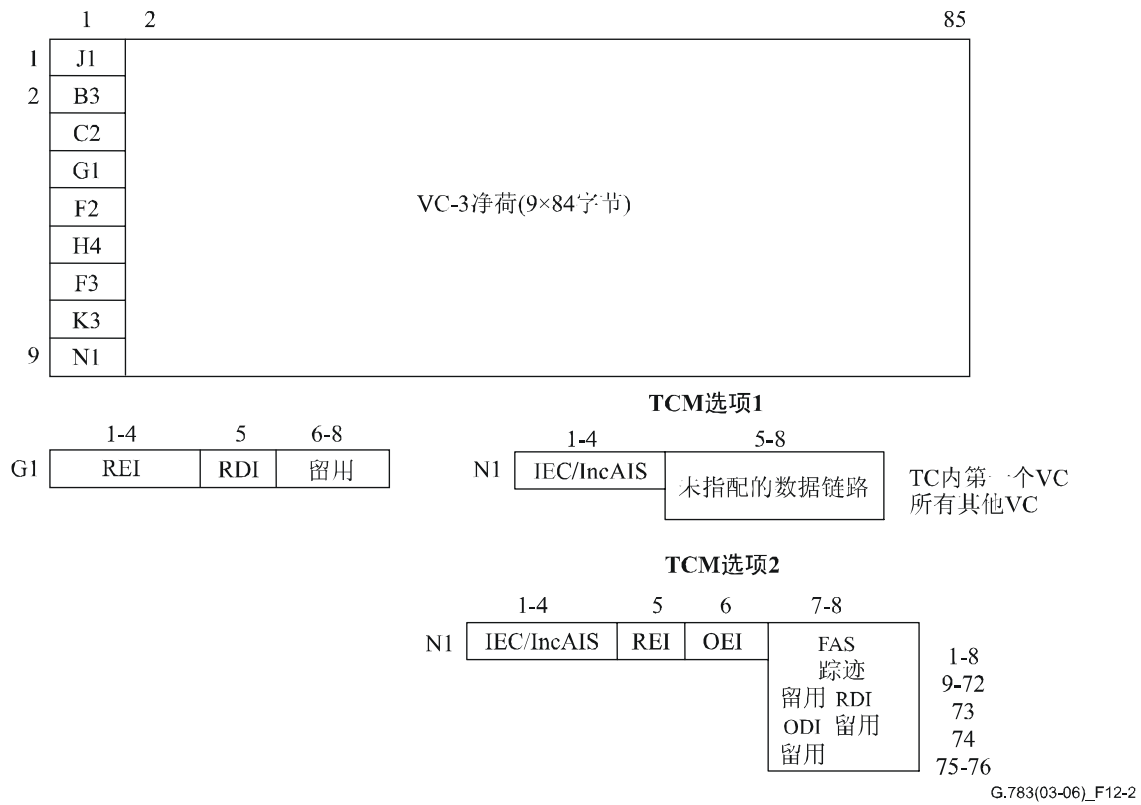 1 2 85
1 J1
2 B3
C2
G1
F2
H4
F3
K3
9 N1
VC-3净荷(9×84字节)
TCM选项1
1-4 5 6-8
G1 REI RDI 留用
1-4 5-8
N1 IEC/IncAIS 未指配的数据链路
TC内第一个VC
所有其他VC
TCM选项2
1-4 5 6 7-8
N1 IEC/IncAIS REI OEI FAS 1-8
踪迹 9-72
留用 RDI 73
ODI 留用 74
留用 75-76
G.783(03-06)_F12-2